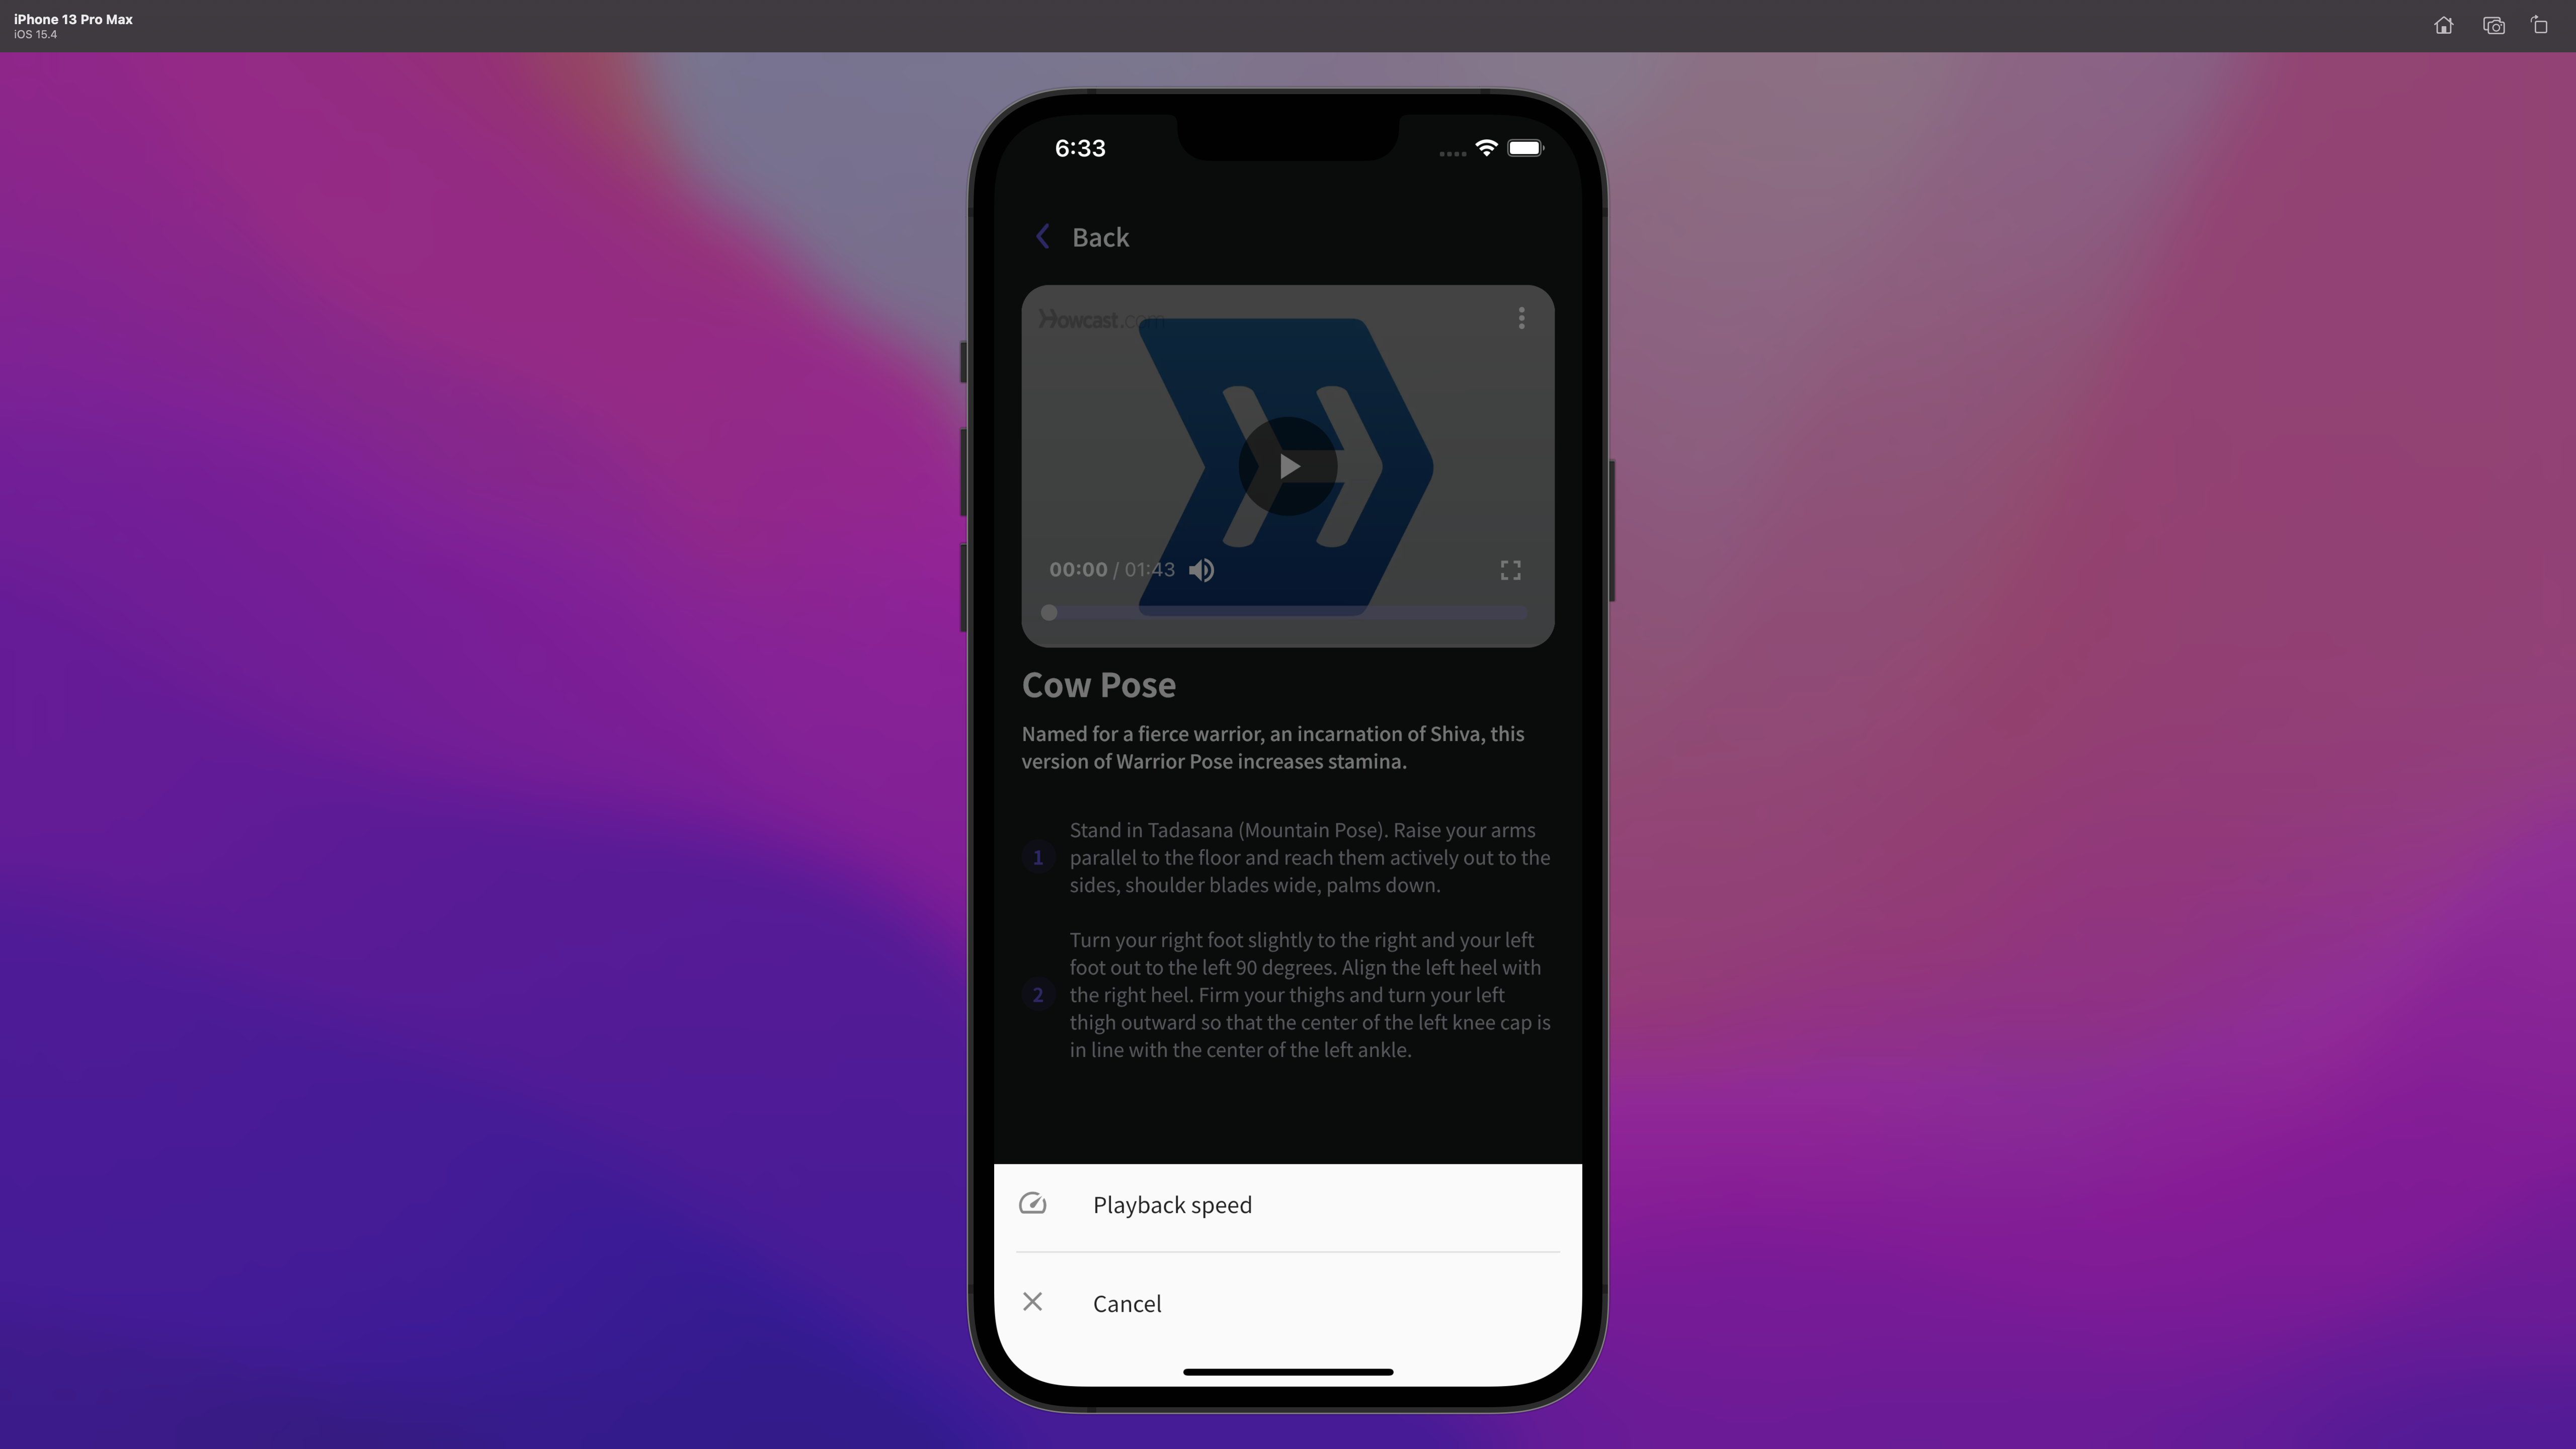 iPhone 13 Pro Max
iOS 15.4
6:33
Back
Howcast.com
00:00 / 01:43
Cow Pose
Named for a fierce warrior, an incarnation of Shiva, this
version of Warrior Pose increases stamina.
1
Stand in Tadasana (Mountain Pose). Raise your arms
parallel to the floor and reach them actively out to the
sides, shoulder blades wide, palms down.
2
Turn your right foot slightly to the right and your left
foot out to the left 90 degrees. Align the left heel with
the right heel. Firm your thighs and turn your left
thigh outward so that the center of the left knee cap is
in line with the center of the left ankle.
Playback speed
Cancel